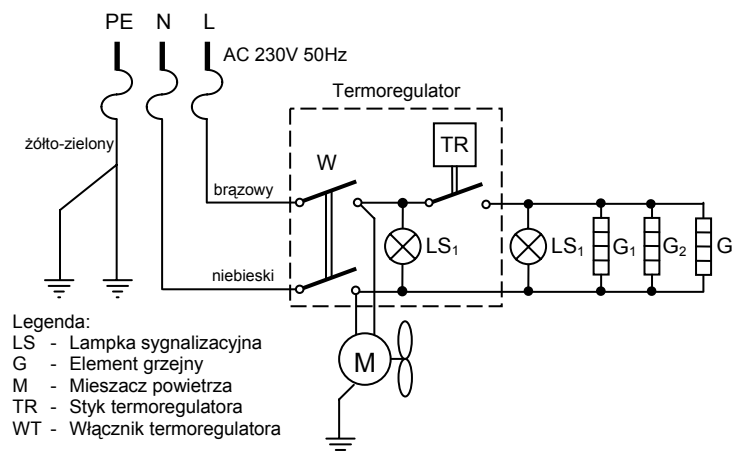 PE N L
AC 230V 50Hz
Termoregulator
żółto-zielony
TR
W
brązowy
LS₁ LS₁ G₁ G₂ G
niebieski
M
Legenda:
LS - Lampka sygnalizacyjna
G - Element grzejny
M - Mieszacz powietrza
TR - Styk termoregulatora
WT - Włącznik termoregulatora